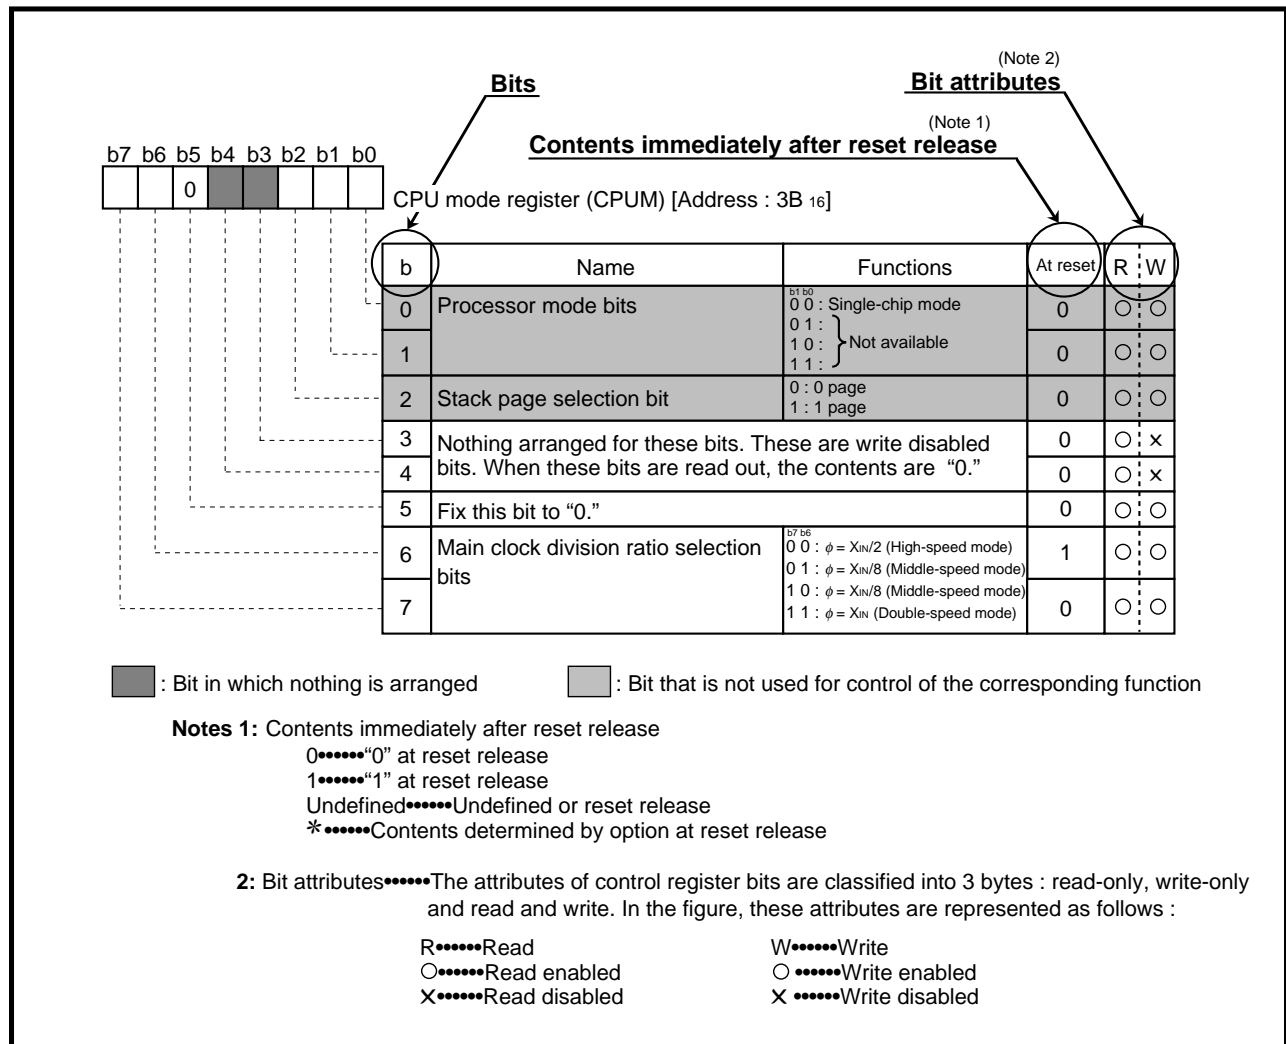 (Note 2)
Bits
Bit attributes
(Note 1)
Contents immediately after reset release
b7 b6 b5 b4 b3 b2 b1 b0
0
CPU mode register (CPUM) [Address : 3B 16]
b Name Functions At reset R W
0 Processor mode bits
b1 b0
0 0 : Single-chip mode
0 ○ ○
0 1 :
1 0 : Not available
1 1 :
1 0 ○ ○
2 Stack page selection bit
0 : 0 page
1 : 1 page
0 ○ ○
3 Nothing arranged for these bits. These are write disabled 0 ○ ×
4 bits. When these bits are read out, the contents are “0.” 0 ○ ×
5 Fix this bit to “0.” 0 ○ ○
6 Main clock division ratio selection
bits
b7 b6
0 0 : ϕ = XIN/2 (High-speed mode)
0 1 : ϕ = XIN/8 (Middle-speed mode)
1 ○ ○
1 0 : ϕ = XIN/8 (Middle-speed mode)
1 1 : ϕ = XIN (Double-speed mode)
7 0 ○ ○
: Bit in which nothing is arranged
: Bit that is not used for control of the corresponding function
Notes 1: Contents immediately after reset release
0••••••“0” at reset release
1••••••“1” at reset release
Undefined••••••Undefined or reset release
*••••••Contents determined by option at reset release
2: Bit attributes••••••The attributes of control register bits are classified into 3 bytes : read-only, write-only
and read and write. In the figure, these attributes are represented as follows :
R••••••Read W••••••Write
○••••••Read enabled ○ ••••••Write enabled
×••••••Read disabled × ••••••Write disabled